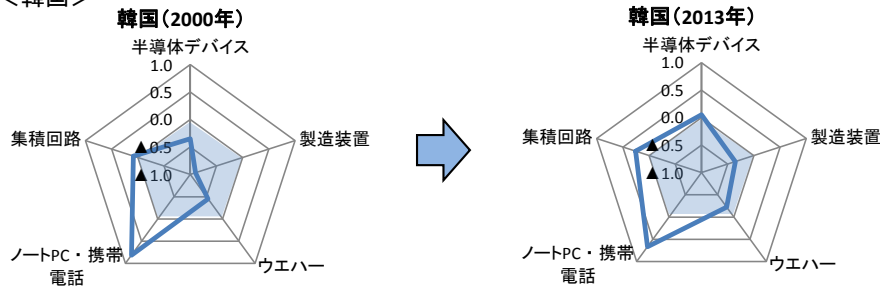 ＜韓国＞
韓国（2000年）
半導体デバイス
1.0
0.5
0.0
▲ 0.5
▲ 1.0
製造装置
ウエハー
ノートPC・携帯
電話
集積回路
韓国（2013年）
半導体デバイス
1.0
0.5
0.0
▲ 0.5
▲ 1.0
製造装置
ウエハー
ノートPC・携帯
電話
集積回路